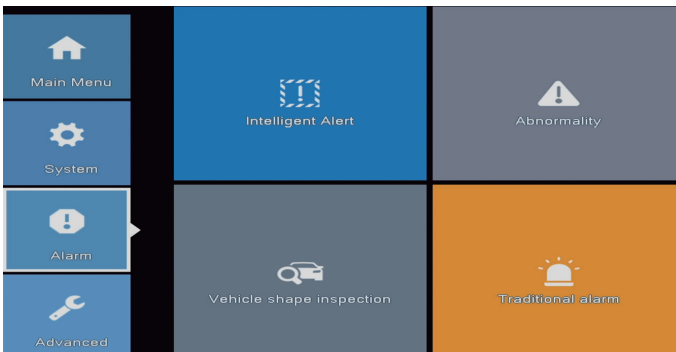 Main Menu
System
Alarm
Advanced
Intelligent Alert
Abnormality
Vehicle shape inspection
Traditional alarm